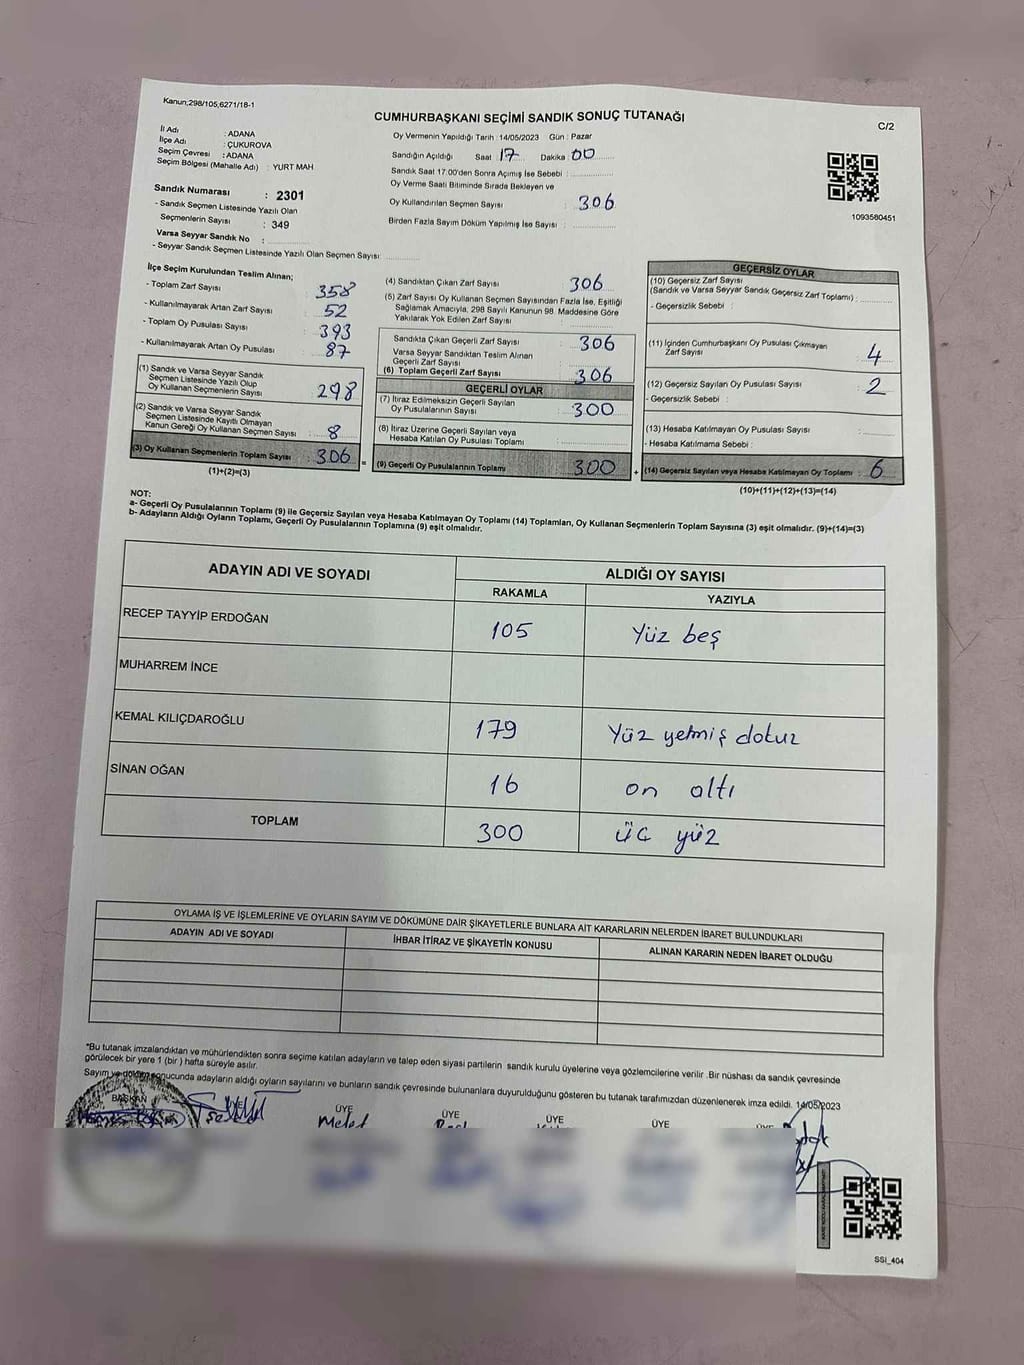 Kanun;298/105,6271/18-1
CUMHURBAŞKANI SEÇİMİ SANDIK SONUÇ TUTANAĞI
C/2
İl Adı : ADANA
İlçe Adı : ÇUKUROVA
Seçim Çevresi : ADANA
Seçim Bölgesi (Mahalle Adı) : YURT MAH
Sandık Numarası : 2301
- Sandık Seçmen Listesinde Yazılı Olan
Seçmenlerin Sayısı : 349
Varsa Seyyar Sandık No :
- Seyyar Sandık Seçmen Listesinde Yazılı Olan Seçmen Sayısı:
Oy Vermenin Yapıldığı Tarih : 14/05/2023 Gün : Pazar
Sandığın Açıldığı Saat 17 Dakika 00
Sandık Saat 17:00'den Sonra Açımış İse Sebebi :
Oy Verme Saati Bitiminde Sırada Bekleyen ve
Oy Kullandırılan Seçmen Sayısı : 306
Birden Fazla Sayım Döküm Yapılmış İse Sayısı :
1093580451
İlçe Seçim Kurulundan Teslim Alınan;
- Toplam Zarf Sayısı : 358
- Kullanılmayarak Artan Zarf Sayısı : 52
- Toplam Oy Pusulası Sayısı : 393
- Kullanılmayarak Artan Oy Pusulası : 87
(1) Sandık ve Varsa Seyyar Sandık
Seçmen Listesinde Yazılı Olup
Oy Kullanan Seçmenlerin Sayısı : 298
(2) Sandık ve Varsa Seyyar Sandık
Seçmen Listesinde Kayıtlı Olmayan
Kanun Gereği Oy Kullanan Seçmen Sayısı : 8
(3) Oy Kullanan Seçmenlerin Toplam Sayısı : 306
(1)+(2)=(3)
(4) Sandıktan Çıkan Zarf Sayısı : 306
(5) Zarf Sayısı Oy Kullanan Seçmen Sayısından Fazla İse, Eşitliği
Sağlamak Amacıyla, 298 Sayılı Kanunun 98. Maddesine Göre
Yakılarak Yok Edilen Zarf Sayısı :
Sandıkta Çıkan Geçerli Zarf Sayısı : 306
Varsa Seyyar Sandıktan Teslim Alınan
Geçerli Zarf Sayısı :
(6) Toplam Geçerli Zarf Sayısı : 306
GEÇERLİ OYLAR
(7) İtiraz Edilmeksizin Geçerli Sayılan
Oy Pusulalarının Sayısı : 300
(8) İtiraz Üzerine Geçerli Sayılan veya
Hesaba Katılan Oy Pusulası Toplamı :
= (9) Geçerli Oy Pusulalarının Toplamı : 300
GEÇERSİZ OYLAR
(10) Geçersiz Zarf Sayısı
(Sandık ve Varsa Seyyar Sandık Geçersiz Zarf Toplamı) :
- Geçersizlik Sebebi :
(11) İçinden Cumhurbaşkanı Oy Pusulası Çıkmayan
Zarf Sayısı : 4
(12) Geçersiz Sayılan Oy Pusulası Sayısı : 2
- Geçersizlik Sebebi :
(13) Hesaba Katılmayan Oy Pusulası Sayısı :
- Hesaba Katılmama Sebebi :
+ (14) Geçersiz Sayılan veya Hesaba Katılmayan Oy Toplamı : 6
(10)+(11)+(12)+(13)=(14)
NOT:
a- Geçerli Oy Pusulalarının Toplamı (9) ile Geçersiz Sayılan veya Hesaba Katılmayan Oy Toplamı (14) Toplamları, Oy Kullanan Seçmenlerin Toplam Sayısına (3) eşit olmalıdır. (9)+(14)=(3)
b- Adayların Aldığı Oyların Toplamı, Geçerli Oy Pusulalarının Toplamına (9) eşit olmalıdır.
ADAYIN ADI VE SOYADI
ALDIĞI OY SAYISI
RAKAMLA YAZIYLA
RECEP TAYYİP ERDOĞAN 105 Yüz beş
MUHARREM İNCE
KEMAL KILIÇDAROĞLU 179 Yüz yetmiş dokuz
SİNAN OĞAN 16 on altı
TOPLAM 300 üç yüz
OYLAMA İŞ VE İŞLEMLERİNE VE OYLARIN SAYIM VE DÖKÜMÜNE DAİR ŞİKAYETLERLE BUNLARA AİT KARARLARIN NELERDEN İBARET BULUNDUKLARI
ADAYIN ADI VE SOYADI İHBAR İTİRAZ VE ŞİKAYETİN KONUSU ALINAN KARARIN NEDEN İBARET OLDUĞU
*Bu tutanak imzalandıktan ve mühürlendikten sonra seçime katılan adayların ve talep eden siyasi partilerin sandık kurulu üyelerine veya gözlemcilerine verilir .Bir nüshası da sandık çevresinde
görülecek bir yere 1 (bir ) hafta süreyle asılır.
Sayım ve döküm sonucunda adayların aldığı oyların sayılarını ve bunların sandık çevresinde bulunanlara duyurulduğunu gösteren bu tutanak tarafımızdan düzenlenerek imza edildi. 14/05/2023
BAŞKAN ÜYE ÜYE ÜYE ÜYE ÜYE
SSI_404